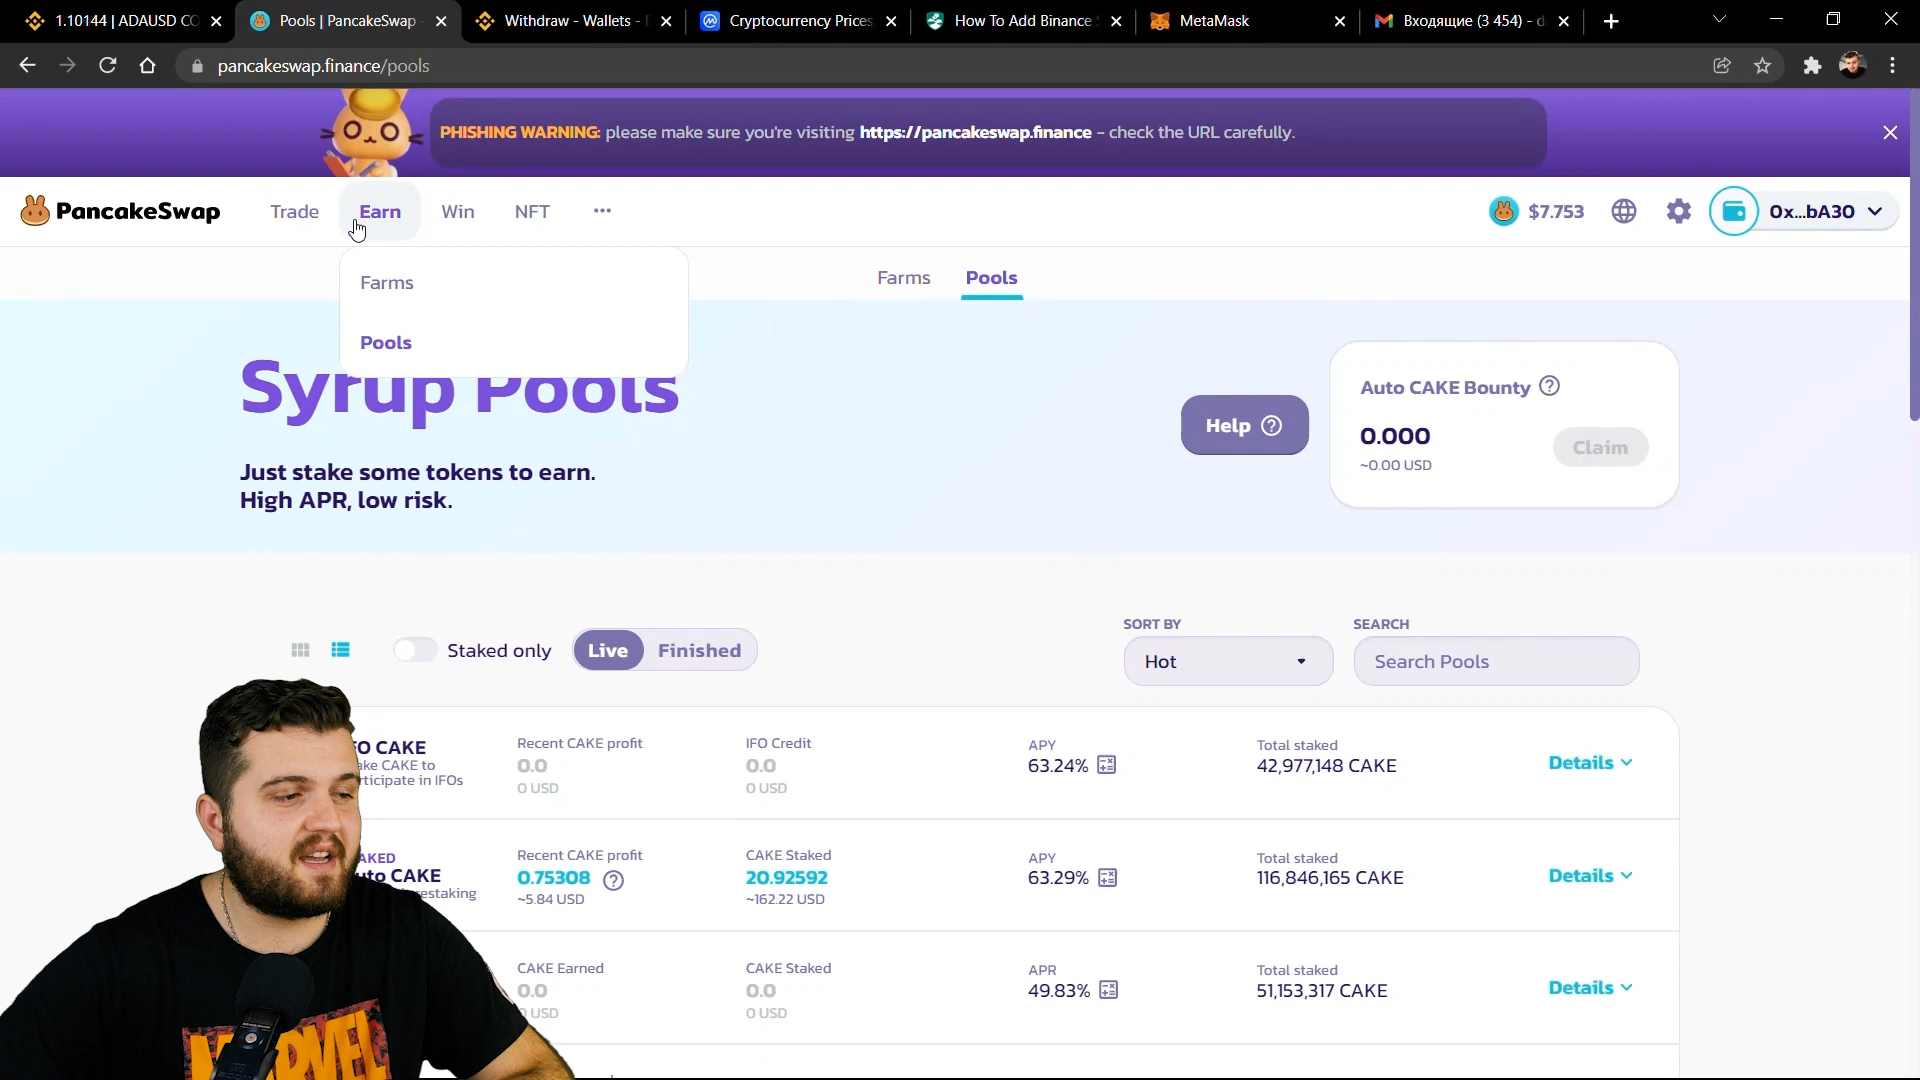 1.10144 | ADAUSD CO
Pools | PancakeSwap -
Withdraw - Wallets -
Cryptocurrency Prices,
How To Add Binance
MetaMask
Входящие (3 454) - d
pancakeswap.finance/pools
PHISHING WARNING: please make sure you're visiting https://pancakeswap.finance - check the URL carefully.
PancakeSwap
Trade
Earn
Win
NFT
$7.753
0x...bA30
Farms
Pools
Farms
Pools
Syrup Pools
Just stake some tokens to earn.
High APR, low risk.
Help
Auto CAKE Bounty
0.000
~0.00 USD
Claim
Staked only
Live
Finished
SORT BY
Hot
SEARCH
Search Pools
FO CAKE
ake CAKE to
rticipate in IFOs
Recent CAKE profit
0.0
0 USD
IFO Credit
0.0
0 USD
APY
63.24%
Total staked
42,977,148 CAKE
Details
AKED
uto CAKE
restaking
Recent CAKE profit
0.75308
~5.84 USD
CAKE Staked
20.92592
~162.22 USD
APY
63.29%
Total staked
116,846,165 CAKE
Details
CAKE Earned
0.0
0 USD
CAKE Staked
0.0
0 USD
APR
49.83%
Total staked
51,153,317 CAKE
Details
MARVEL